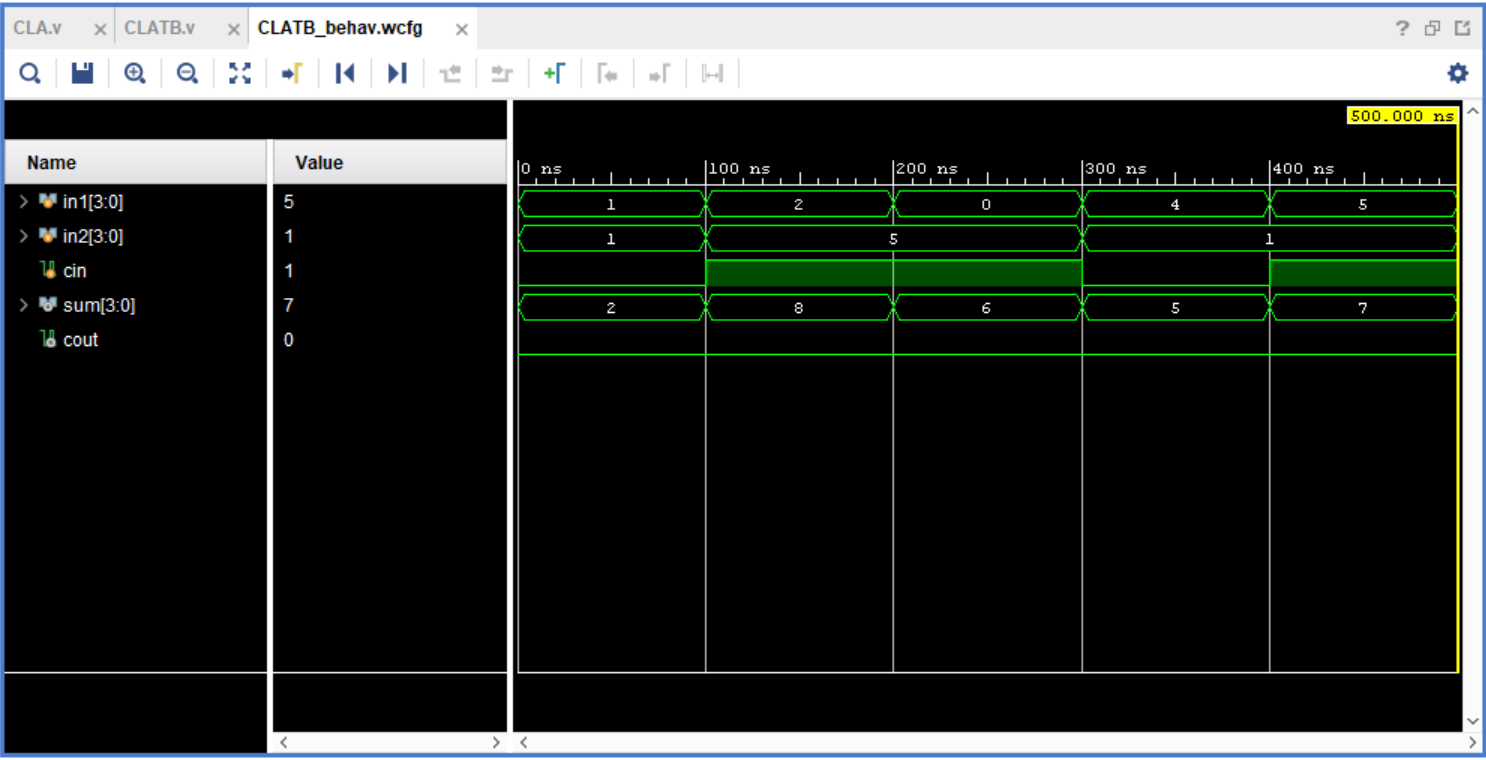 CLA.v × CLATB.v × CLATB_behav.wcfg × ?
500.000 ns
Name Value
0 ns 100 ns 200 ns 300 ns 400 ns
in1[3:0] 5 1 2 0 4 5
in2[3:0] 1 1 5 1
cin 1
sum[3:0] 7 2 8 6 5 7
cout 0